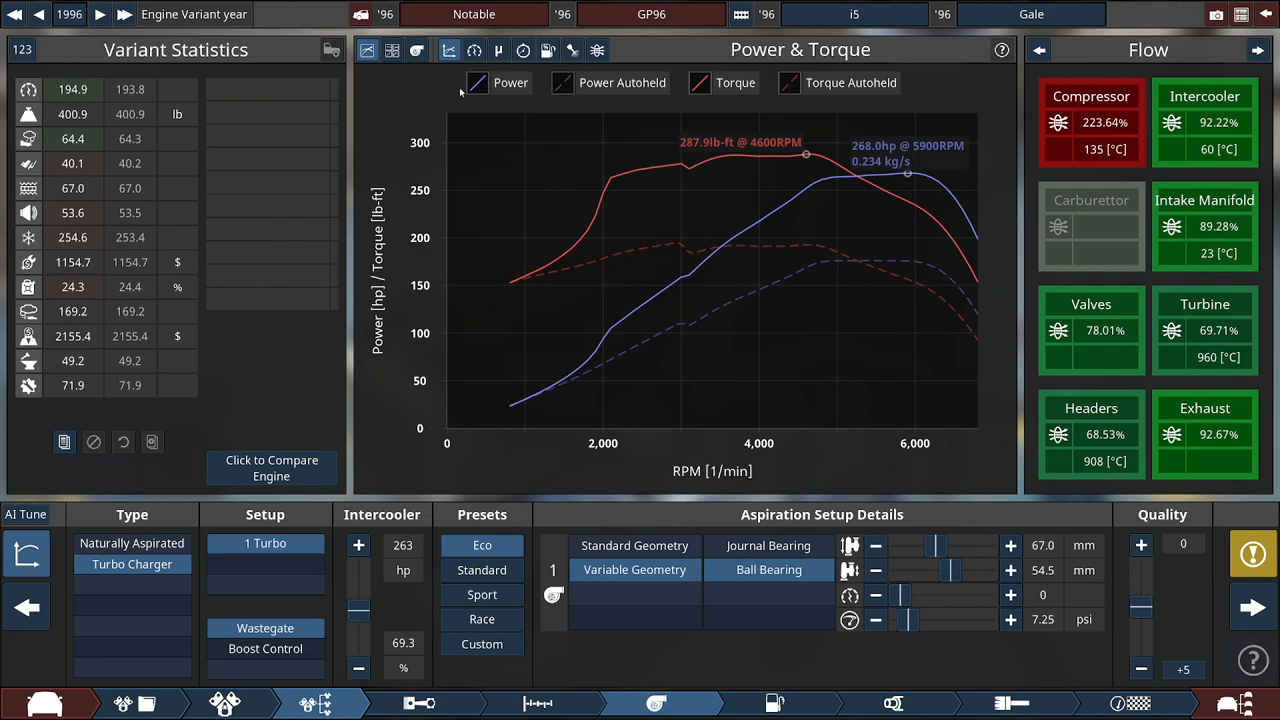 1996
Engine Variant year
'96
Notable
'96
GP96
'96
i5
'96
Gale
123
Variant Statistics
194.9 193.8
400.9 400.9 lb
64.4 64.3
40.1 40.2
67.0 67.0
53.6 53.5
254.6 253.4
1154.7 1151.7 $
24.3 24.4 %
169.2 169.2
2155.4 2155.4 $
49.2 49.2
71.9 71.9
Click to Compare
Engine
Power & Torque
?
Power
Power Autoheld
Torque
Torque Autoheld
Power [hp] / Torque [lb-ft]
300
250
200
150
100
50
0
287.9lb-ft @ 4600RPM
268.0hp @ 5900RPM
0.234 kg/s
0
2,000
4,000
6,000
RPM [1/min]
Flow
Compressor
223.64%
135 [°C]
Intercooler
92.22%
60 [°C]
Carburettor
Intake Manifold
89.28%
23 [°C]
Valves
78.01%
Turbine
69.71%
960 [°C]
Headers
68.53%
908 [°C]
Exhaust
92.67%
AI Tune
Type
Naturally Aspirated
Turbo Charger
Setup
1 Turbo
Wastegate
Boost Control
Intercooler
263
hp
69.3
%
Presets
Eco
Standard
Sport
Race
Custom
Aspiration Setup Details
1
Standard Geometry
Variable Geometry
Journal Bearing
Ball Bearing
67.0 mm
54.5 mm
0
7.25 psi
Quality
0
+5
?